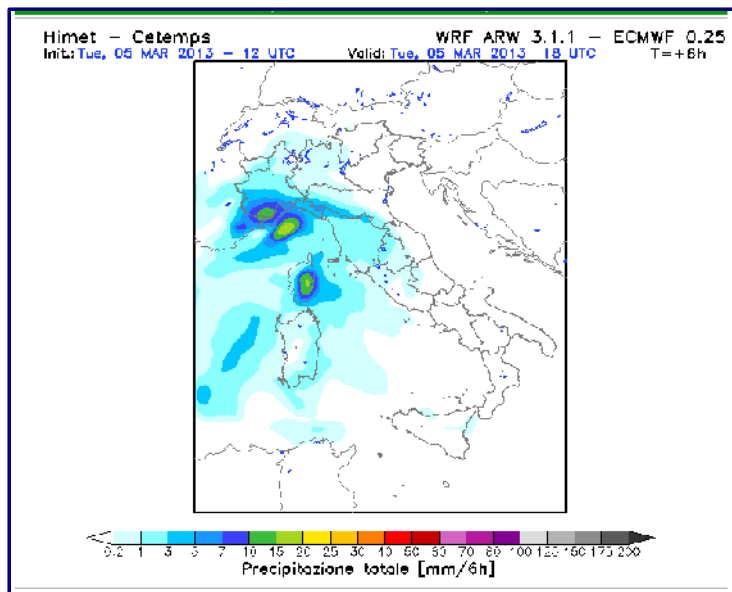 Himet – Cetemps WRF ARW 3.1.1 – ECMWF 0.25
Init: Tue, 05 MAR 2013 – 12 UTC Valid: Tue, 05 MAR 2013 18 UTC T=+6h
0.2 1 3 5 7 10 15 20 25 30 40 50 60 70 80 100 120 150 175 200
Precipitazione totale [mm/6h]